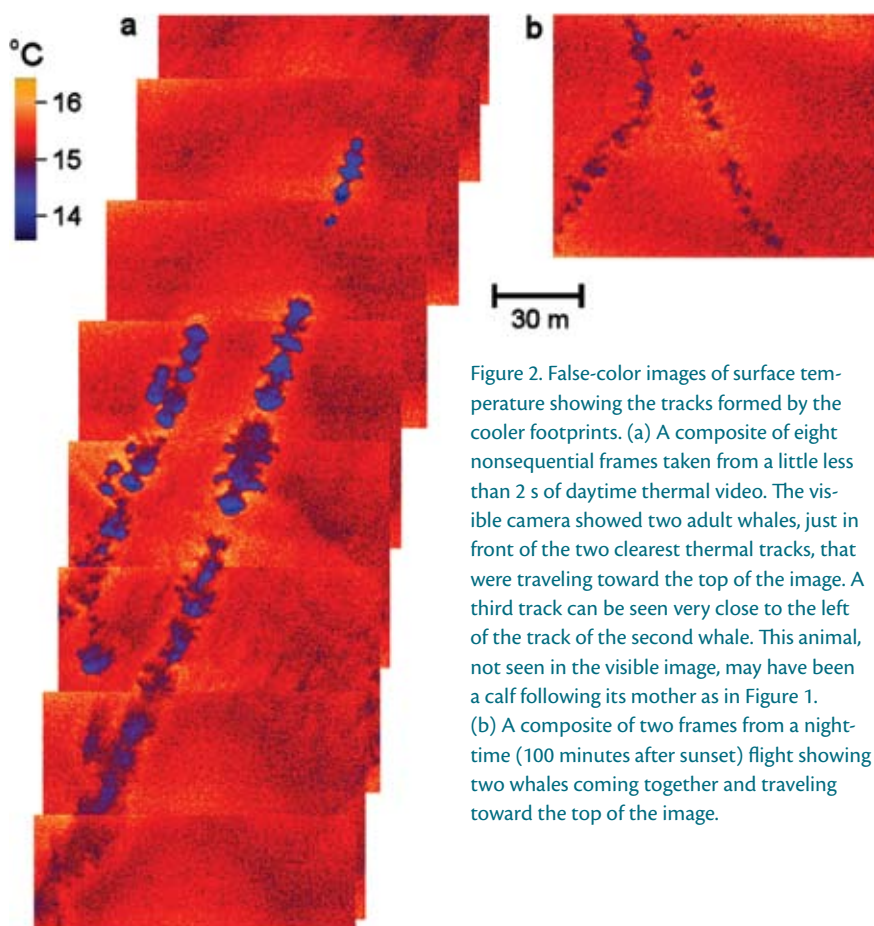 a
b
°C
16
15
14
30 m
Figure 2. False-color images of surface tem-
perature showing the tracks formed by the
cooler footprints. (a) A composite of eight
nonsequential frames taken from a little less
than 2 s of daytime thermal video. The vis-
ible camera showed two adult whales, just in
front of the two clearest thermal tracks, that
were traveling toward the top of the image. A
third track can be seen very close to the left
of the track of the second whale. This animal,
not seen in the visible image, may have been
a calf following its mother as in Figure 1.
(b) A composite of two frames from a night-
time (100 minutes after sunset) flight showing
two whales coming together and traveling
toward the top of the image.